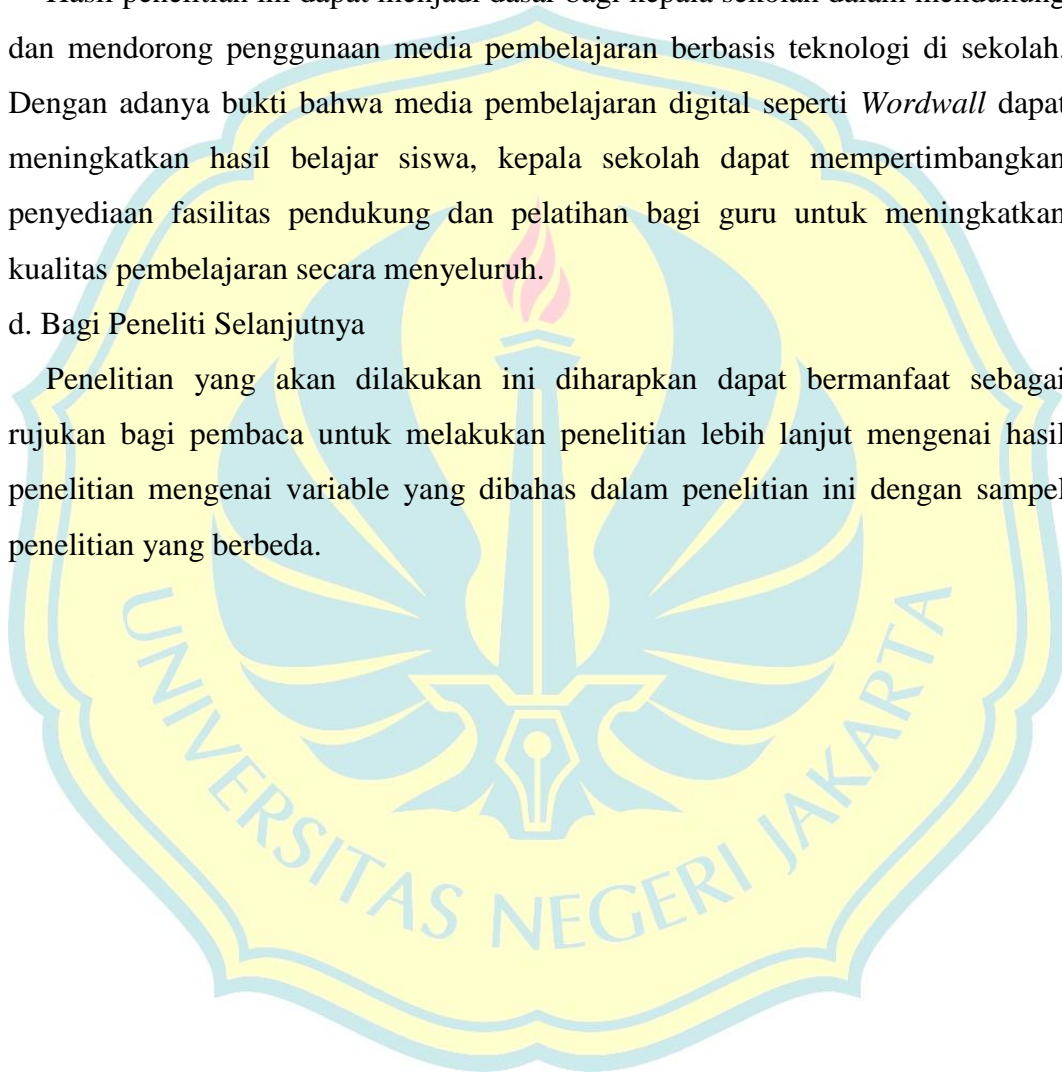 Hasil penelitian ini dapat menjadi dasar bagi kepala sekolah dalam mendukung
dan mendorong penggunaan media pembelajaran berbasis teknologi di sekolah.
Dengan adanya bukti bahwa media pembelajaran digital seperti Wordwall dapat
meningkatkan hasil belajar siswa, kepala sekolah dapat mempertimbangkan
penyediaan fasilitas pendukung dan pelatihan bagi guru untuk meningkatkan
kualitas pembelajaran secara menyeluruh.
d. Bagi Peneliti Selanjutnya
Penelitian yang akan dilakukan ini diharapkan dapat bermanfaat sebagai
rujukan bagi pembaca untuk melakukan penelitian lebih lanjut mengenai hasil
penelitian mengenai variable yang dibahas dalam penelitian ini dengan sampel
penelitian yang berbeda.
UNIVERSITAS NEGERI JAKARTA